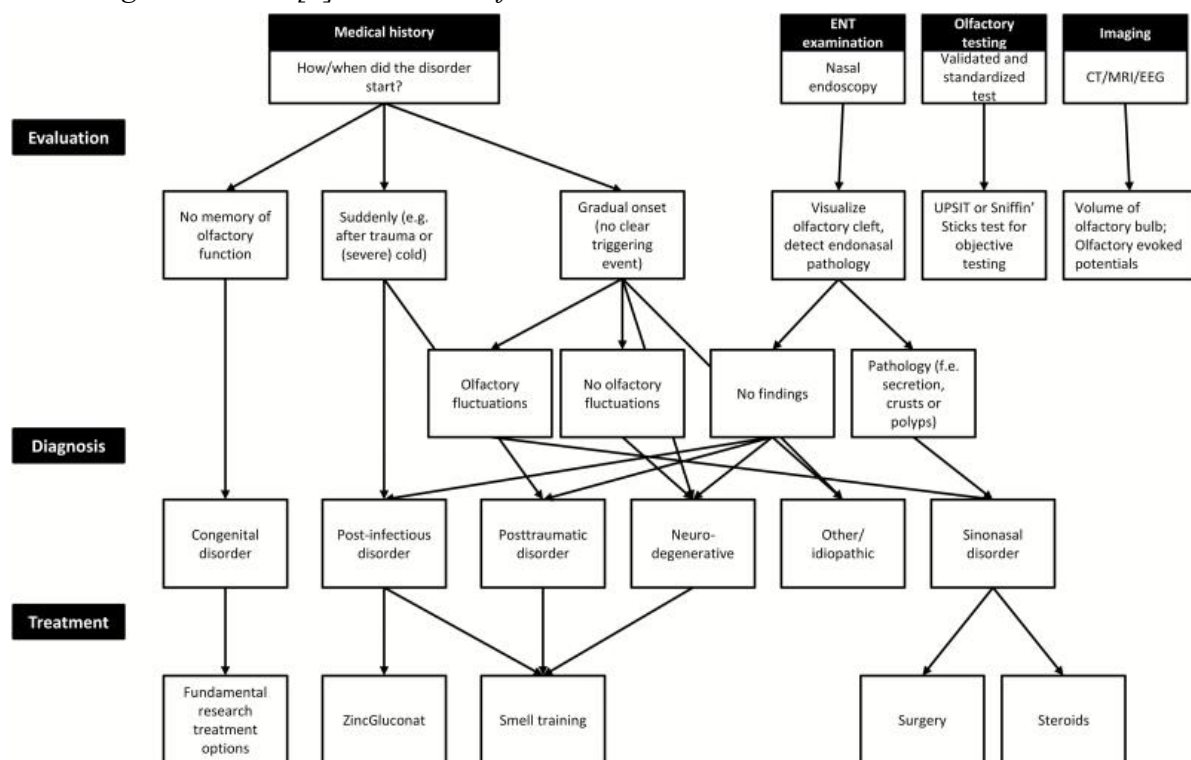 Medical history
How/when did the disorder
start?
ENT
examination
Nasal
endoscopy
Olfactory
testing
Validated and
standardized
test
Imaging
CT/MRI/EEG
Evaluation
No memory of
olfactory
function
Suddenly (e.g.
after trauma or
(severe) cold)
Gradual onset
(no clear
triggering
event)
Visualize
olfactory cleft,
detect endonasal
pathology
UPSIT or Sniffin’
Sticks test for
objective
testing
Volume of
olfactory bulb;
Olfactory evoked
potentials
Olfactory
fluctuations
No olfactory
fluctuations
No findings
Pathology (f.e.
secretion,
crusts or
polyps)
Diagnosis
Congenital
disorder
Post-infectious
disorder
Posttraumatic
disorder
Neuro-
degenerative
Other/
idiopathic
Sinonasal
disorder
Treatment
Fundamental
research
treatment
options
ZincGluconat
Smell training
Surgery
Steroids